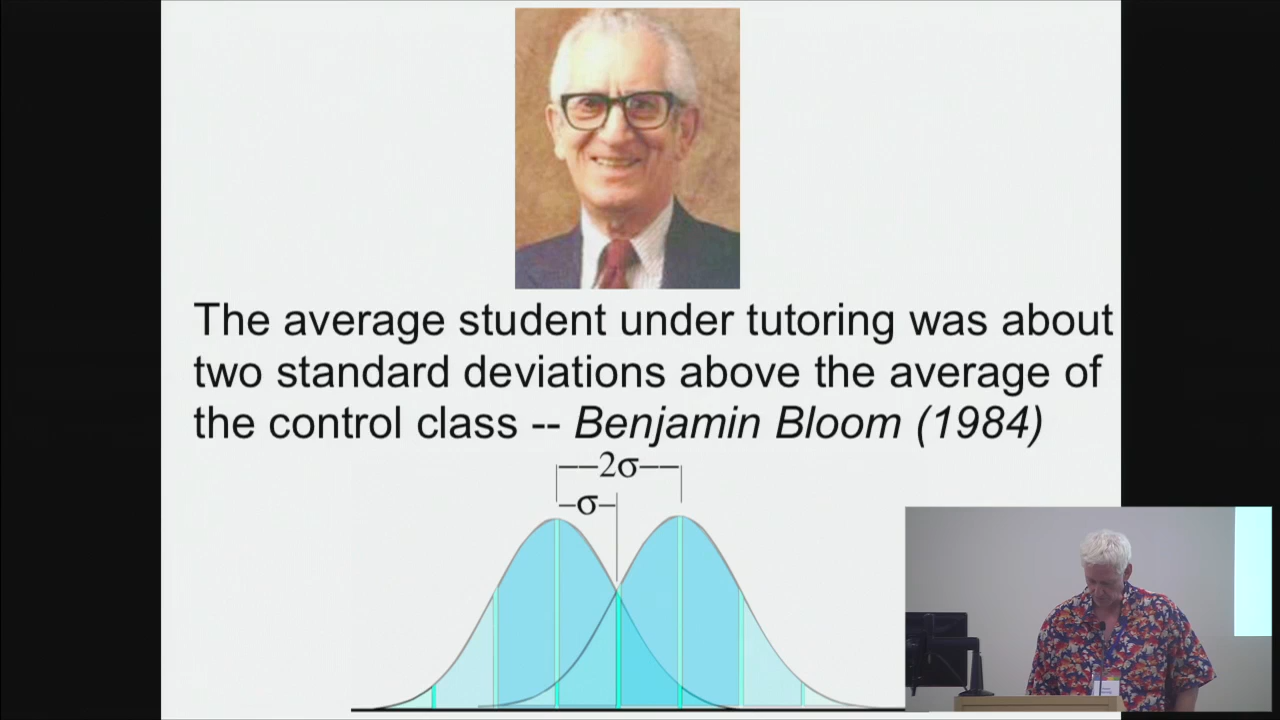 The average student under tutoring was about
two standard deviations above the average of
the control class -- Benjamin Bloom (1984)
2σ
σ